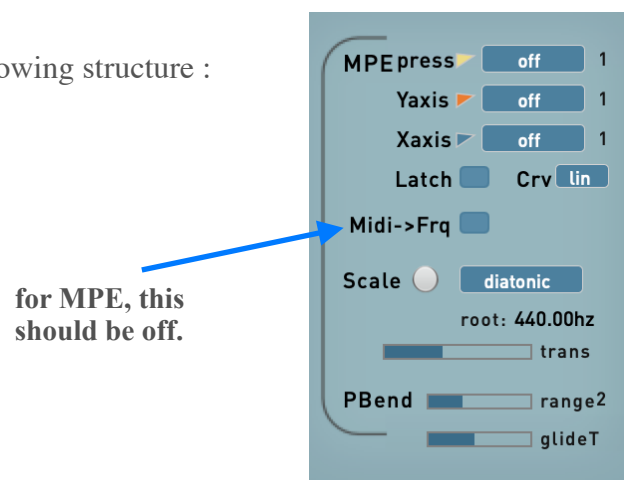 owing structure :
MPE press off 1
Yaxis off 1
Xaxis off 1
Latch Crv lin
Midi->Frq
for MPE, this
should be off.
Scale diatonic
root: 440.00hz
trans
PBend range2
glideT